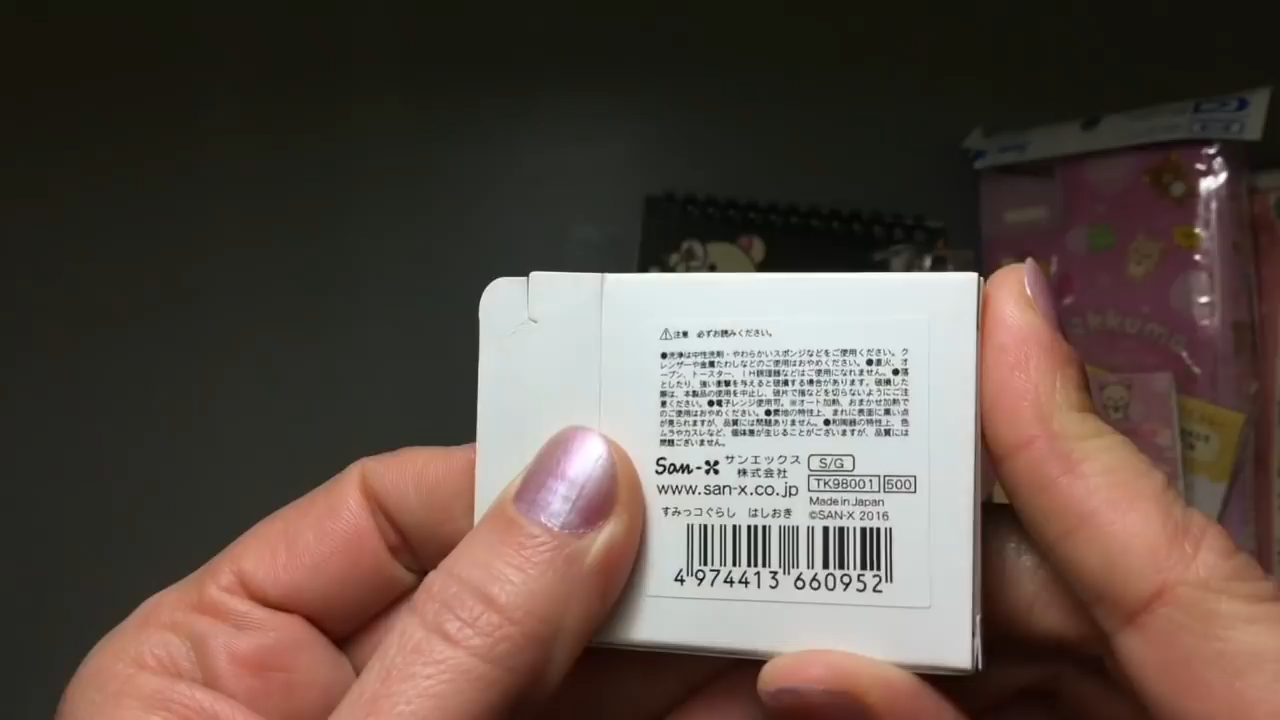 ⚠注意 必ずお読みください。
●洗浄は中性洗剤・やわらかいスポンジなどをご使用ください。ク
レンザーや金属たわしなどのご使用はおやめください。●直火、オ
ーブン、トースター、IH調理器などはご使用になれません。●落
としたり、強い衝撃を与えると破損する場合があります。破損した
際は、本製品の使用を中止し、破片で指などを切らないようにご注
意ください。●電子レンジ使用可。※オート加熱、おまかせ加熱で
のご使用はおやめください。●素地の特性上、まれに表面に黒い点
が見られますが、品質には問題ありません。●和陶器の特性上、色
ムラやカスレなど、個体差が生じることがございますが、品質には
問題ございません。
San-X サンエックス
株式会社
S/G
www.san-x.co.jp
TK98001 500
Made in Japan
すみっコぐらし はしおき
©SAN-X 2016
4 974413 660952